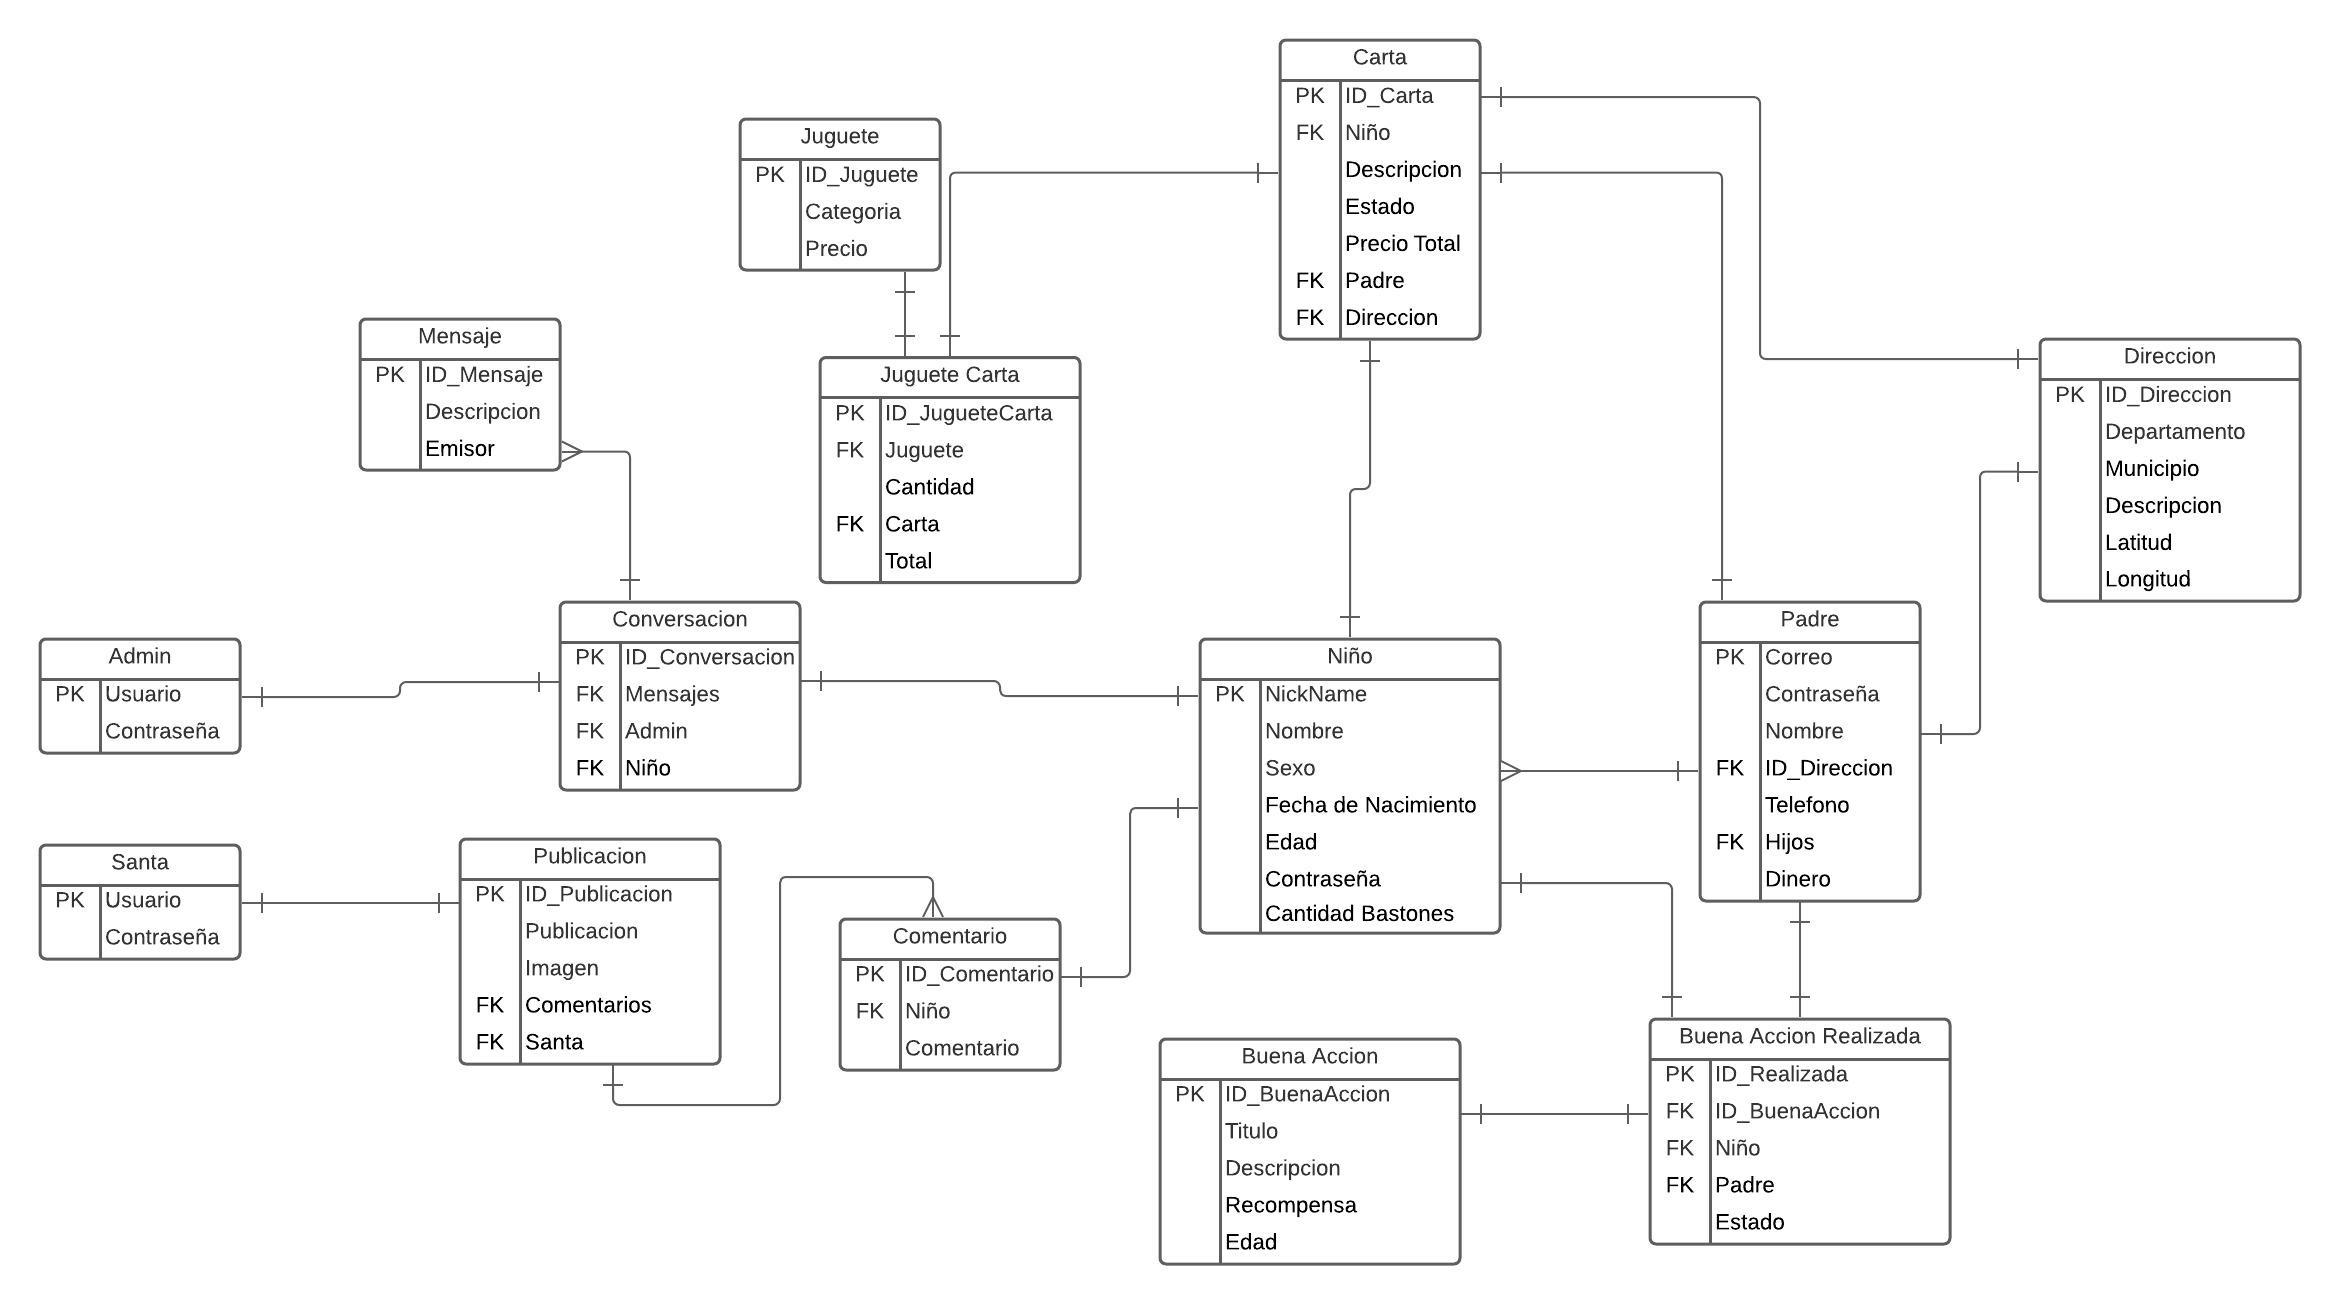 Carta
PK ID_Carta
FK Niño
Descripcion
Estado
Precio Total
FK Padre
FK Direccion
Juguete
PK ID_Juguete
Categoria
Precio
Mensaje
PK ID_Mensaje
Descripcion
Emisor
Juguete Carta
PK ID_JugueteCarta
FK Juguete
Cantidad
FK Carta
Total
Direccion
PK ID_Direccion
Departamento
Municipio
Descripcion
Latitud
Longitud
Admin
PK Usuario
Contraseña
Conversacion
PK ID_Conversacion
FK Mensajes
FK Admin
FK Niño
Niño
PK NickName
Nombre
Sexo
Fecha de Nacimiento
Edad
Contraseña
Cantidad Bastones
Padre
PK Correo
Contraseña
Nombre
FK ID_Direccion
Telefono
FK Hijos
Dinero
Santa
PK Usuario
Contraseña
Publicacion
PK ID_Publicacion
Publicacion
Imagen
FK Comentarios
FK Santa
Comentario
PK ID_Comentario
FK Niño
Comentario
Buena Accion
PK ID_BuenaAccion
Titulo
Descripcion
Recompensa
Edad
Buena Accion Realizada
PK ID_Realizada
FK ID_BuenaAccion
FK Niño
FK Padre
Estado